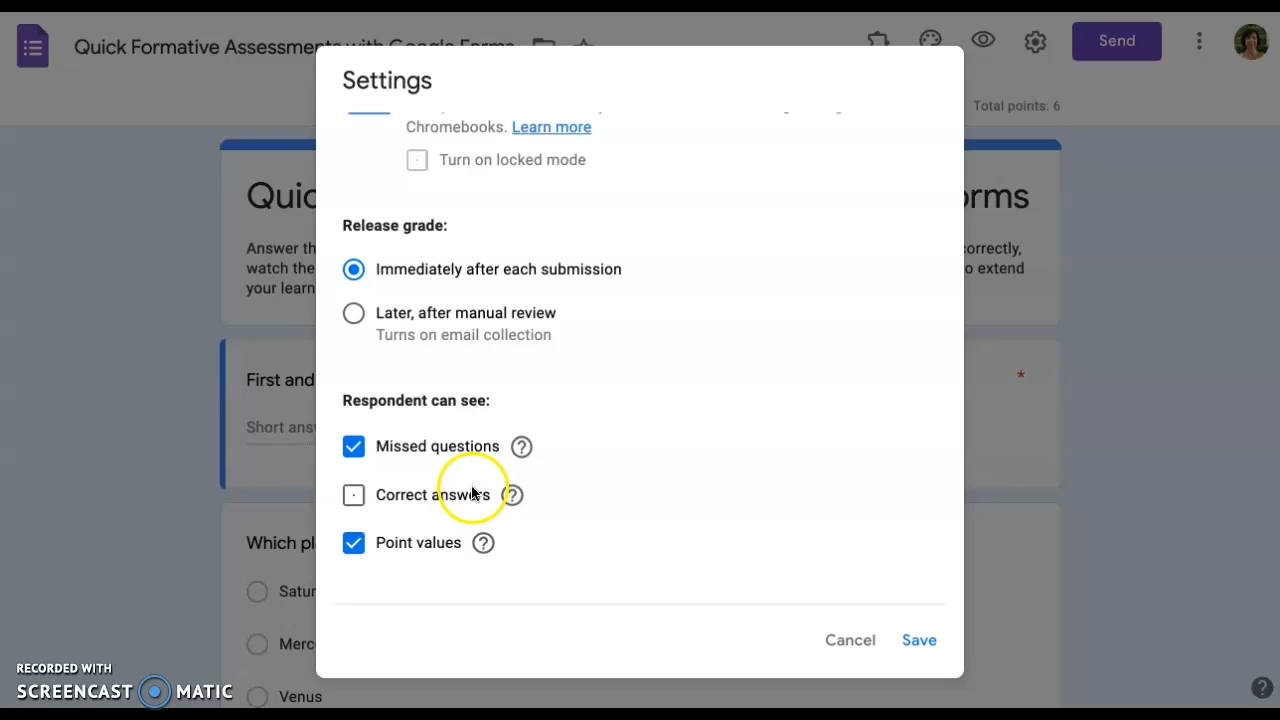 Quick Formative Assessments with Google Forms
Send
Total points: 6
Settings
Chromebooks. Learn more
Turn on locked mode
Release grade:
Immediately after each submission
Later, after manual review
Turns on email collection
Respondent can see:
Missed questions
Correct answers
Point values
Cancel
Save
Quic
orms
Answer th
correctly,
watch the
o extend
your learn
First and
*
Short ans
Which pl
Satur
Merc
Venus
RECORDED WITH
SCREENCAST MATIC